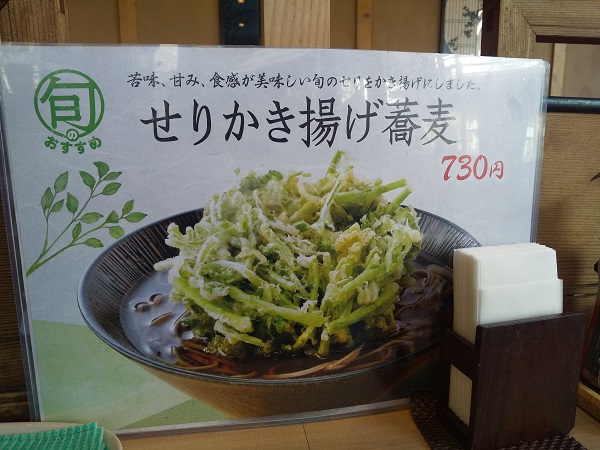 苦味、甘み、食感が美味しい旬のセリをかき揚げにしました。
旬
の
おすすめ
せりかき揚げ蕎麦
730円